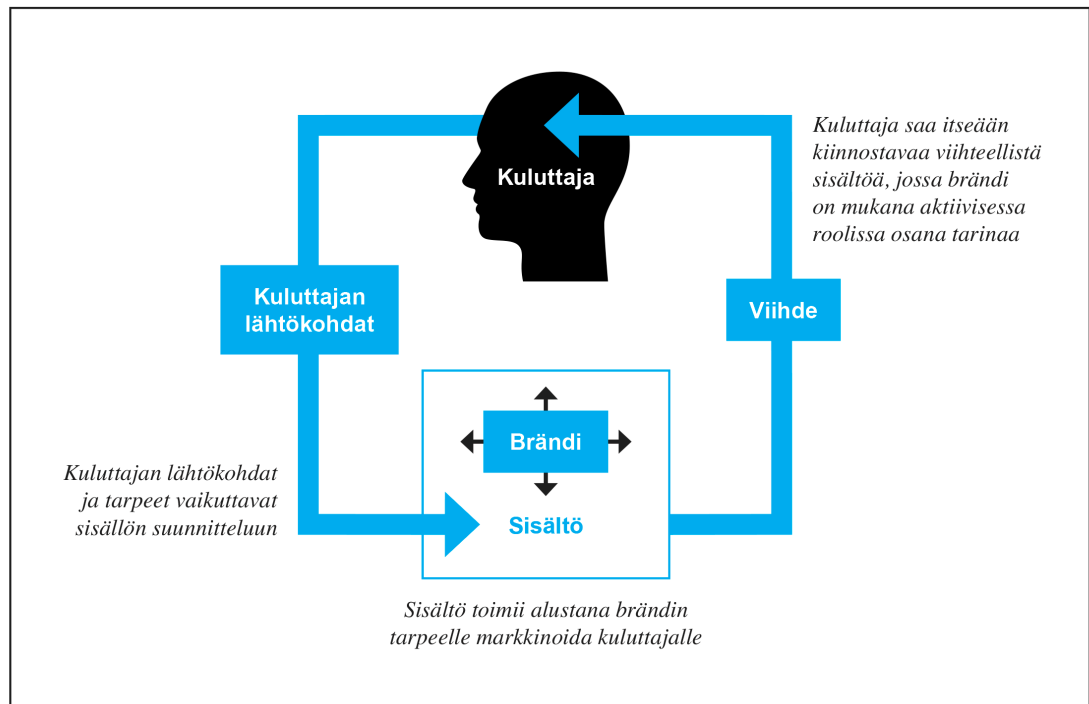 Kuluttaja saa itseään
kiinnostavaa viihteellistä
sisältöä, jossa brändi
on mukana aktiivisessa
roolissa osana tarinaa
Kuluttaja
Kuluttajan
lähtökohdat
Viihde
Brändi
Kuluttajan lähtökohdat
ja tarpeet vaikuttavat
sisällön suunnitteluun
Sisältö
Sisältö toimii alustana brändin
tarpeelle markkinoida kuluttajalle